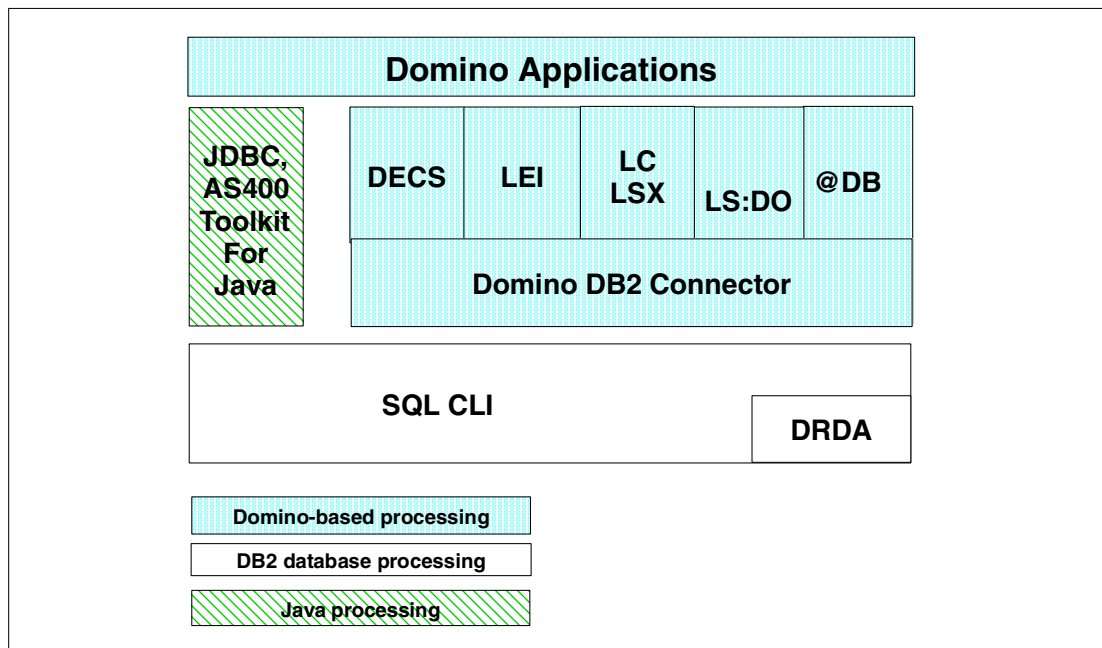 Domino Applications
JDBC,
AS400
Toolkit
For
Java
DECS
LEI
LC
LSX
LS:DO
@DB
Domino DB2 Connector
SQL CLI
DRDA
Domino-based processing
DB2 database processing
Java processing